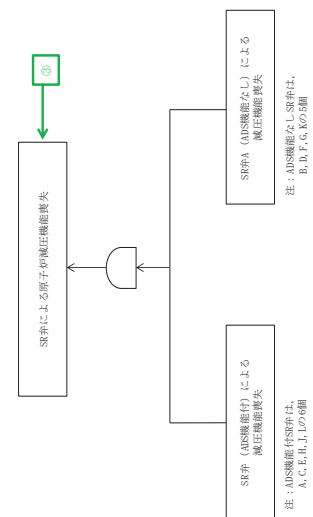 ③
SR弁による原子炉減圧機能喪失
SR弁 (ADS機能付) による
減圧機能喪失
注：ADS機能付SR弁は,
A, C, E, H, J, Lの6個
SR弁A (ADS機能なし) による
減圧機能喪失
注：ADS機能なしSR弁は,
B, D, F, G, Kの5個